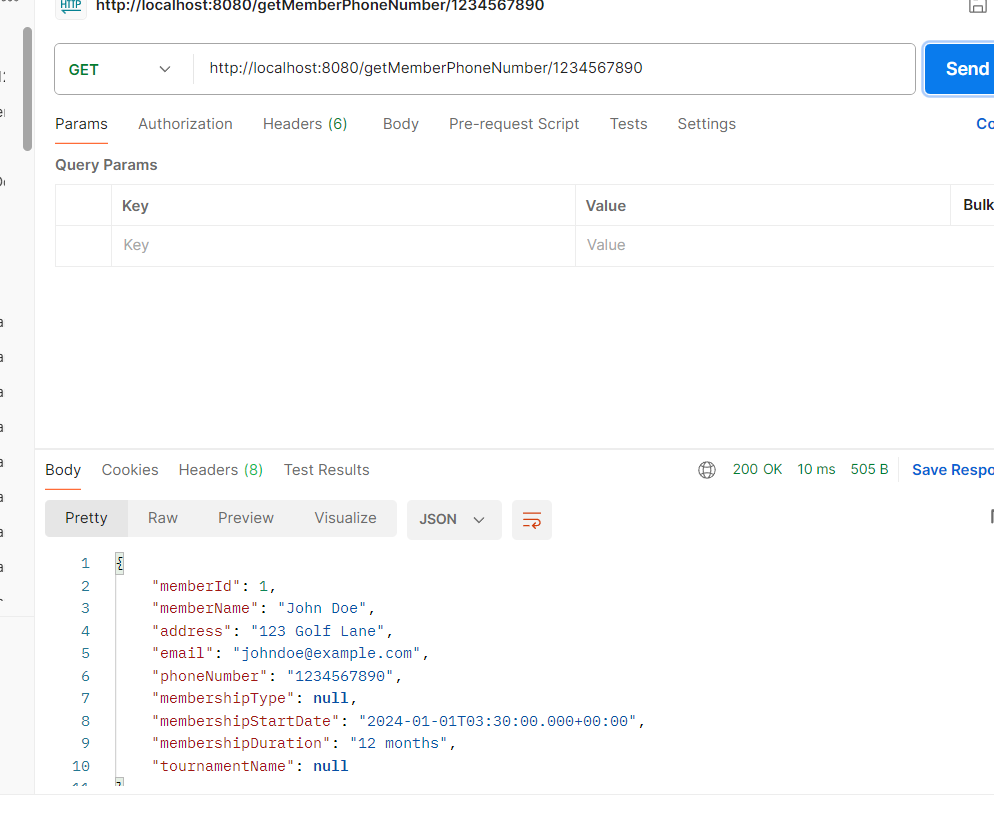 HTTP http://localhost:8080/getMemberPhoneNumber/1234567890
GET http://localhost:8080/getMemberPhoneNumber/1234567890 Send
Params Authorization Headers (6) Body Pre-request Script Tests Settings
Query Params
Key Value Bulk
Key Value
Body Cookies Headers (8) Test Results 200 OK 10 ms 505 B Save Respo
Pretty Raw Preview Visualize JSON
1 {
2 "memberId": 1,
3 "memberName": "John Doe",
4 "address": "123 Golf Lane",
5 "email": "johndoe@example.com",
6 "phoneNumber": "1234567890",
7 "membershipType": null,
8 "membershipStartDate": "2024-01-01T03:30:00.000+00:00",
9 "membershipDuration": "12 months",
10 "tournamentName": null
11 }